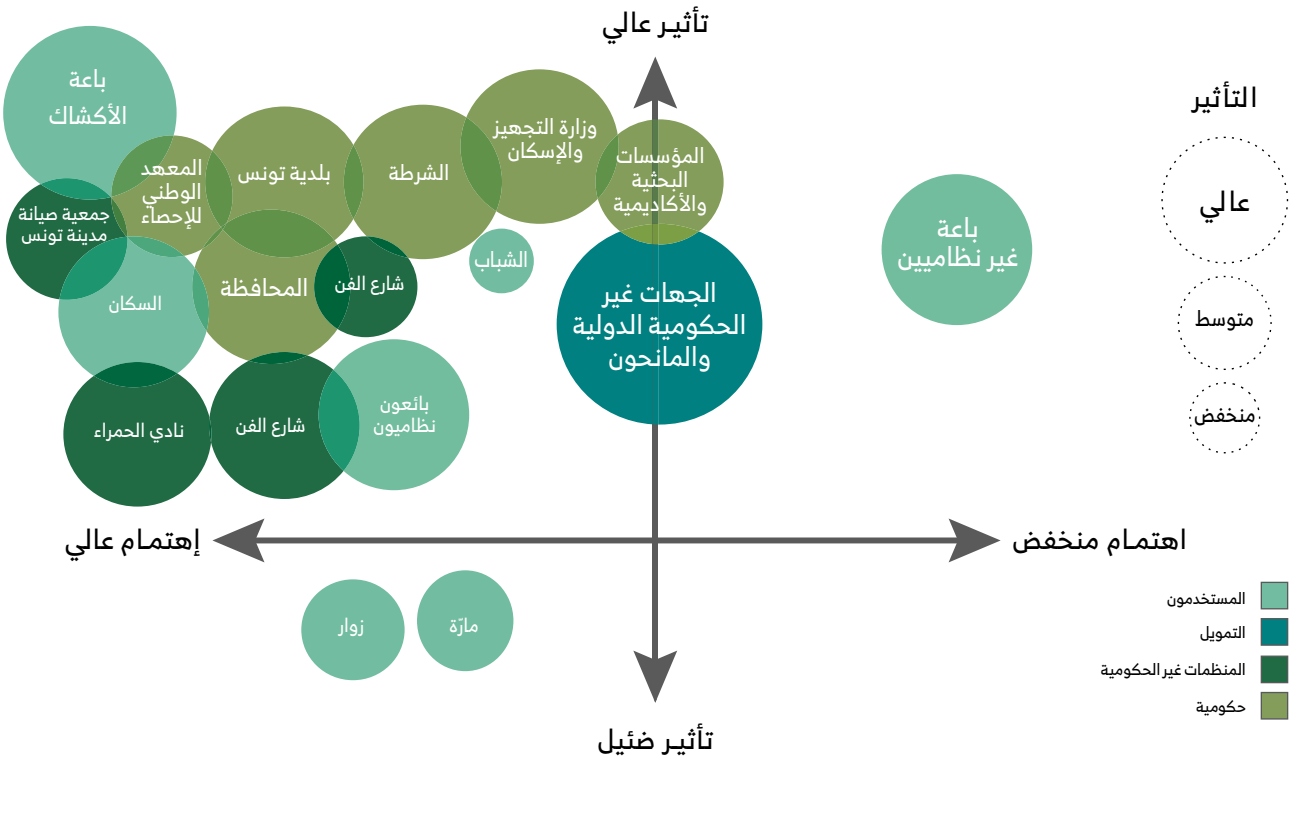 تأثير عالي
باعة
الأكشاك
وزارة التجهيز
والإسكان
المؤسسات
البحثية
والأكاديمية
الشرطة
بلدية تونس
المعهد
الوطني
للإحصاء
جمعية صيانة
مدينة تونس
باعة
غير نظاميين
الشباب
شارع الفن
المحافظة
السكان
الجهات غير
الحكومية الدولية
والمانحون
بائعون
نظاميون
شارع الفن
نادي الحمراء
التأثير
عالي
متوسط
منخفض
اهتمام منخفض
إهتمام عالي
مارّة
زوار
تأثير ضئيل
المستخدمون
التمويل
المنظمات غير الحكومية
حكومية